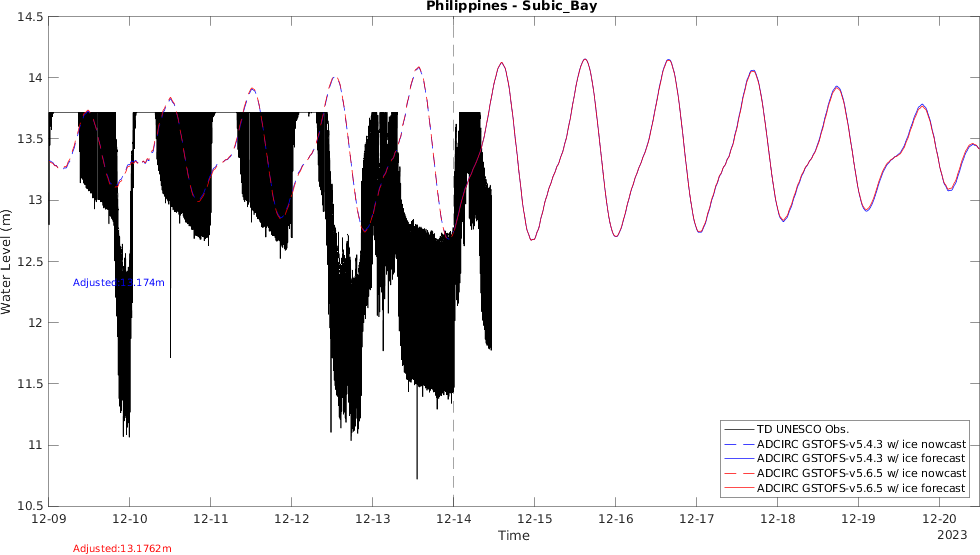 Philippines - Subic_Bay
14.5
14
13.5
13
12.5
12
11.5
11
10.5
Water Level (m)
Adjusted:13.174m
TD UNESCO Obs.
ADCIRC GSTOFS-v5.4.3 w/ ice nowcast
ADCIRC GSTOFS-v5.4.3 w/ ice forecast
ADCIRC GSTOFS-v5.6.5 w/ ice nowcast
ADCIRC GSTOFS-v5.6.5 w/ ice forecast
12-09 12-10 12-11 12-12 12-13 12-14 12-15 12-16 12-17 12-18 12-19 12-20
2023
Time
Adjusted:13.1762m